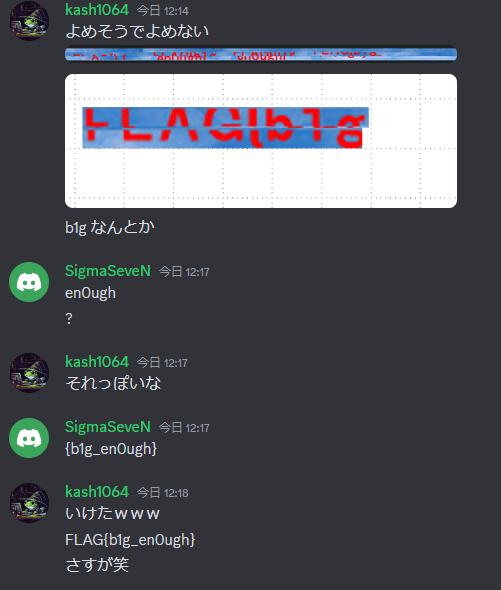 kash1064 今日 12:14
よめそうでよめない
en0ugh}
FLAG{b1g
b1g なんとか
SigmaSeveN 今日 12:17
en0ugh
?
kash1064 今日 12:17
それっぽいな
SigmaSeveN 今日 12:17
{b1g_en0ugh}
kash1064 今日 12:18
いけたｗｗｗ
FLAG{b1g_en0ugh}
さすが笑